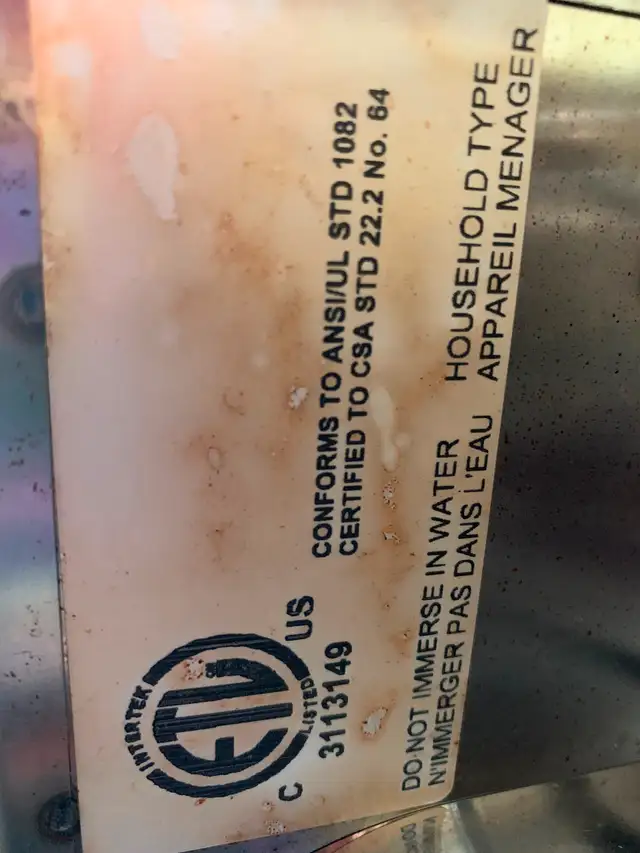 INTERTEK
ETL
LISTED
C US
3113149
CONFORMS TO ANSI/UL STD 1082
CERTIFIED TO CSA STD 22.2 No. 64
DO NOT IMMERSE IN WATER
N'IMMERGER PAS DANS L'EAU
HOUSEHOLD TYPE
APPAREIL MENAGER